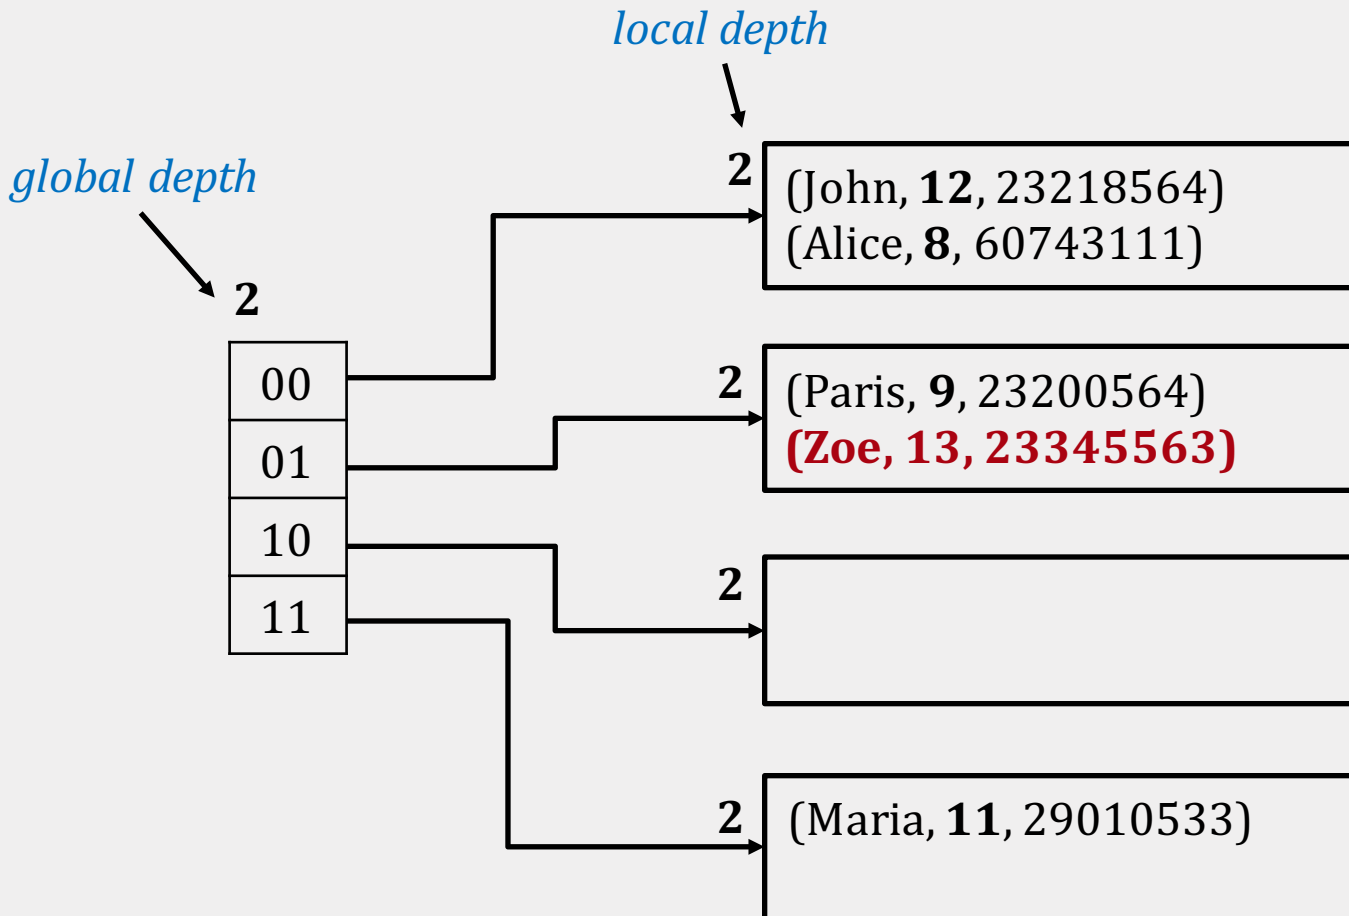 local depth
global depth
2
00
01
10
11
2
(John, 12, 23218564)
(Alice, 8, 60743111)
2
(Paris, 9, 23200564)
(Zoe, 13, 23345563)
2
2
(Maria, 11, 29010533)